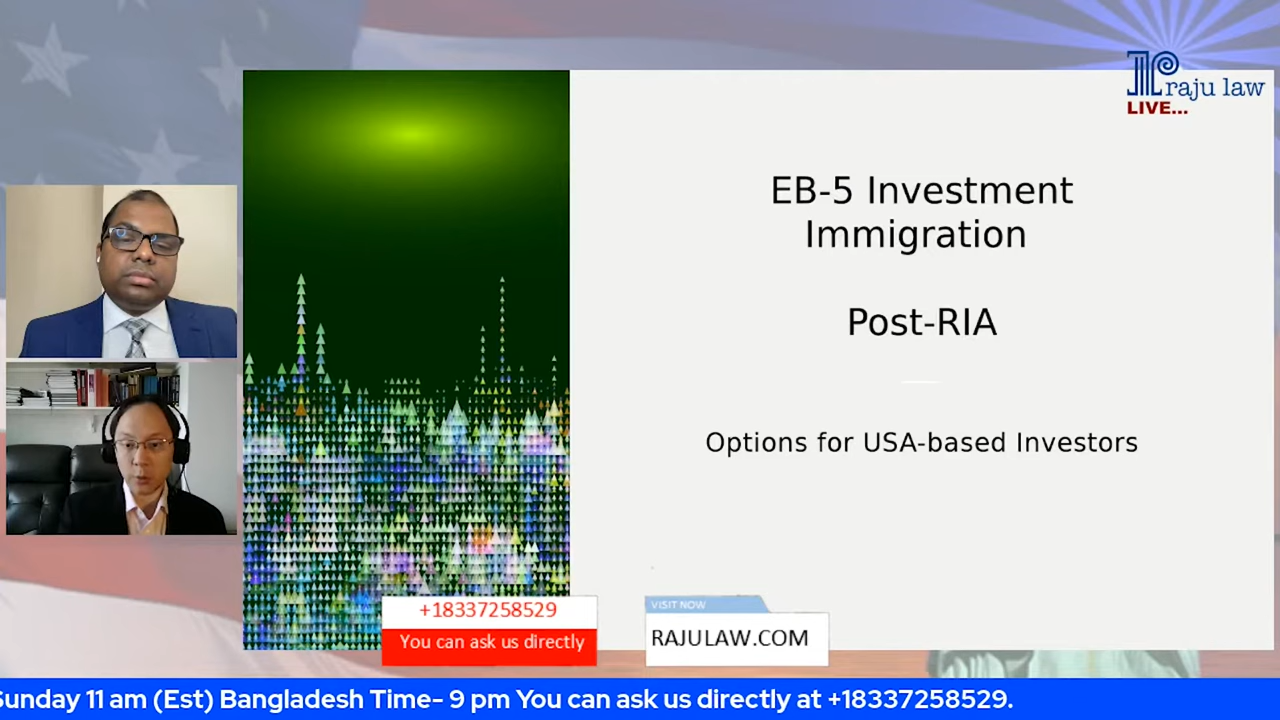 raju law
LIVE...
EB-5 Investment
Immigration
Post-RIA
Options for USA-based Investors
+18337258529
You can ask us directly
VISIT NOW
RAJULAW.COM
Sunday 11 am (Est) Bangladesh Time- 9 pm You can ask us directly at +18337258529.